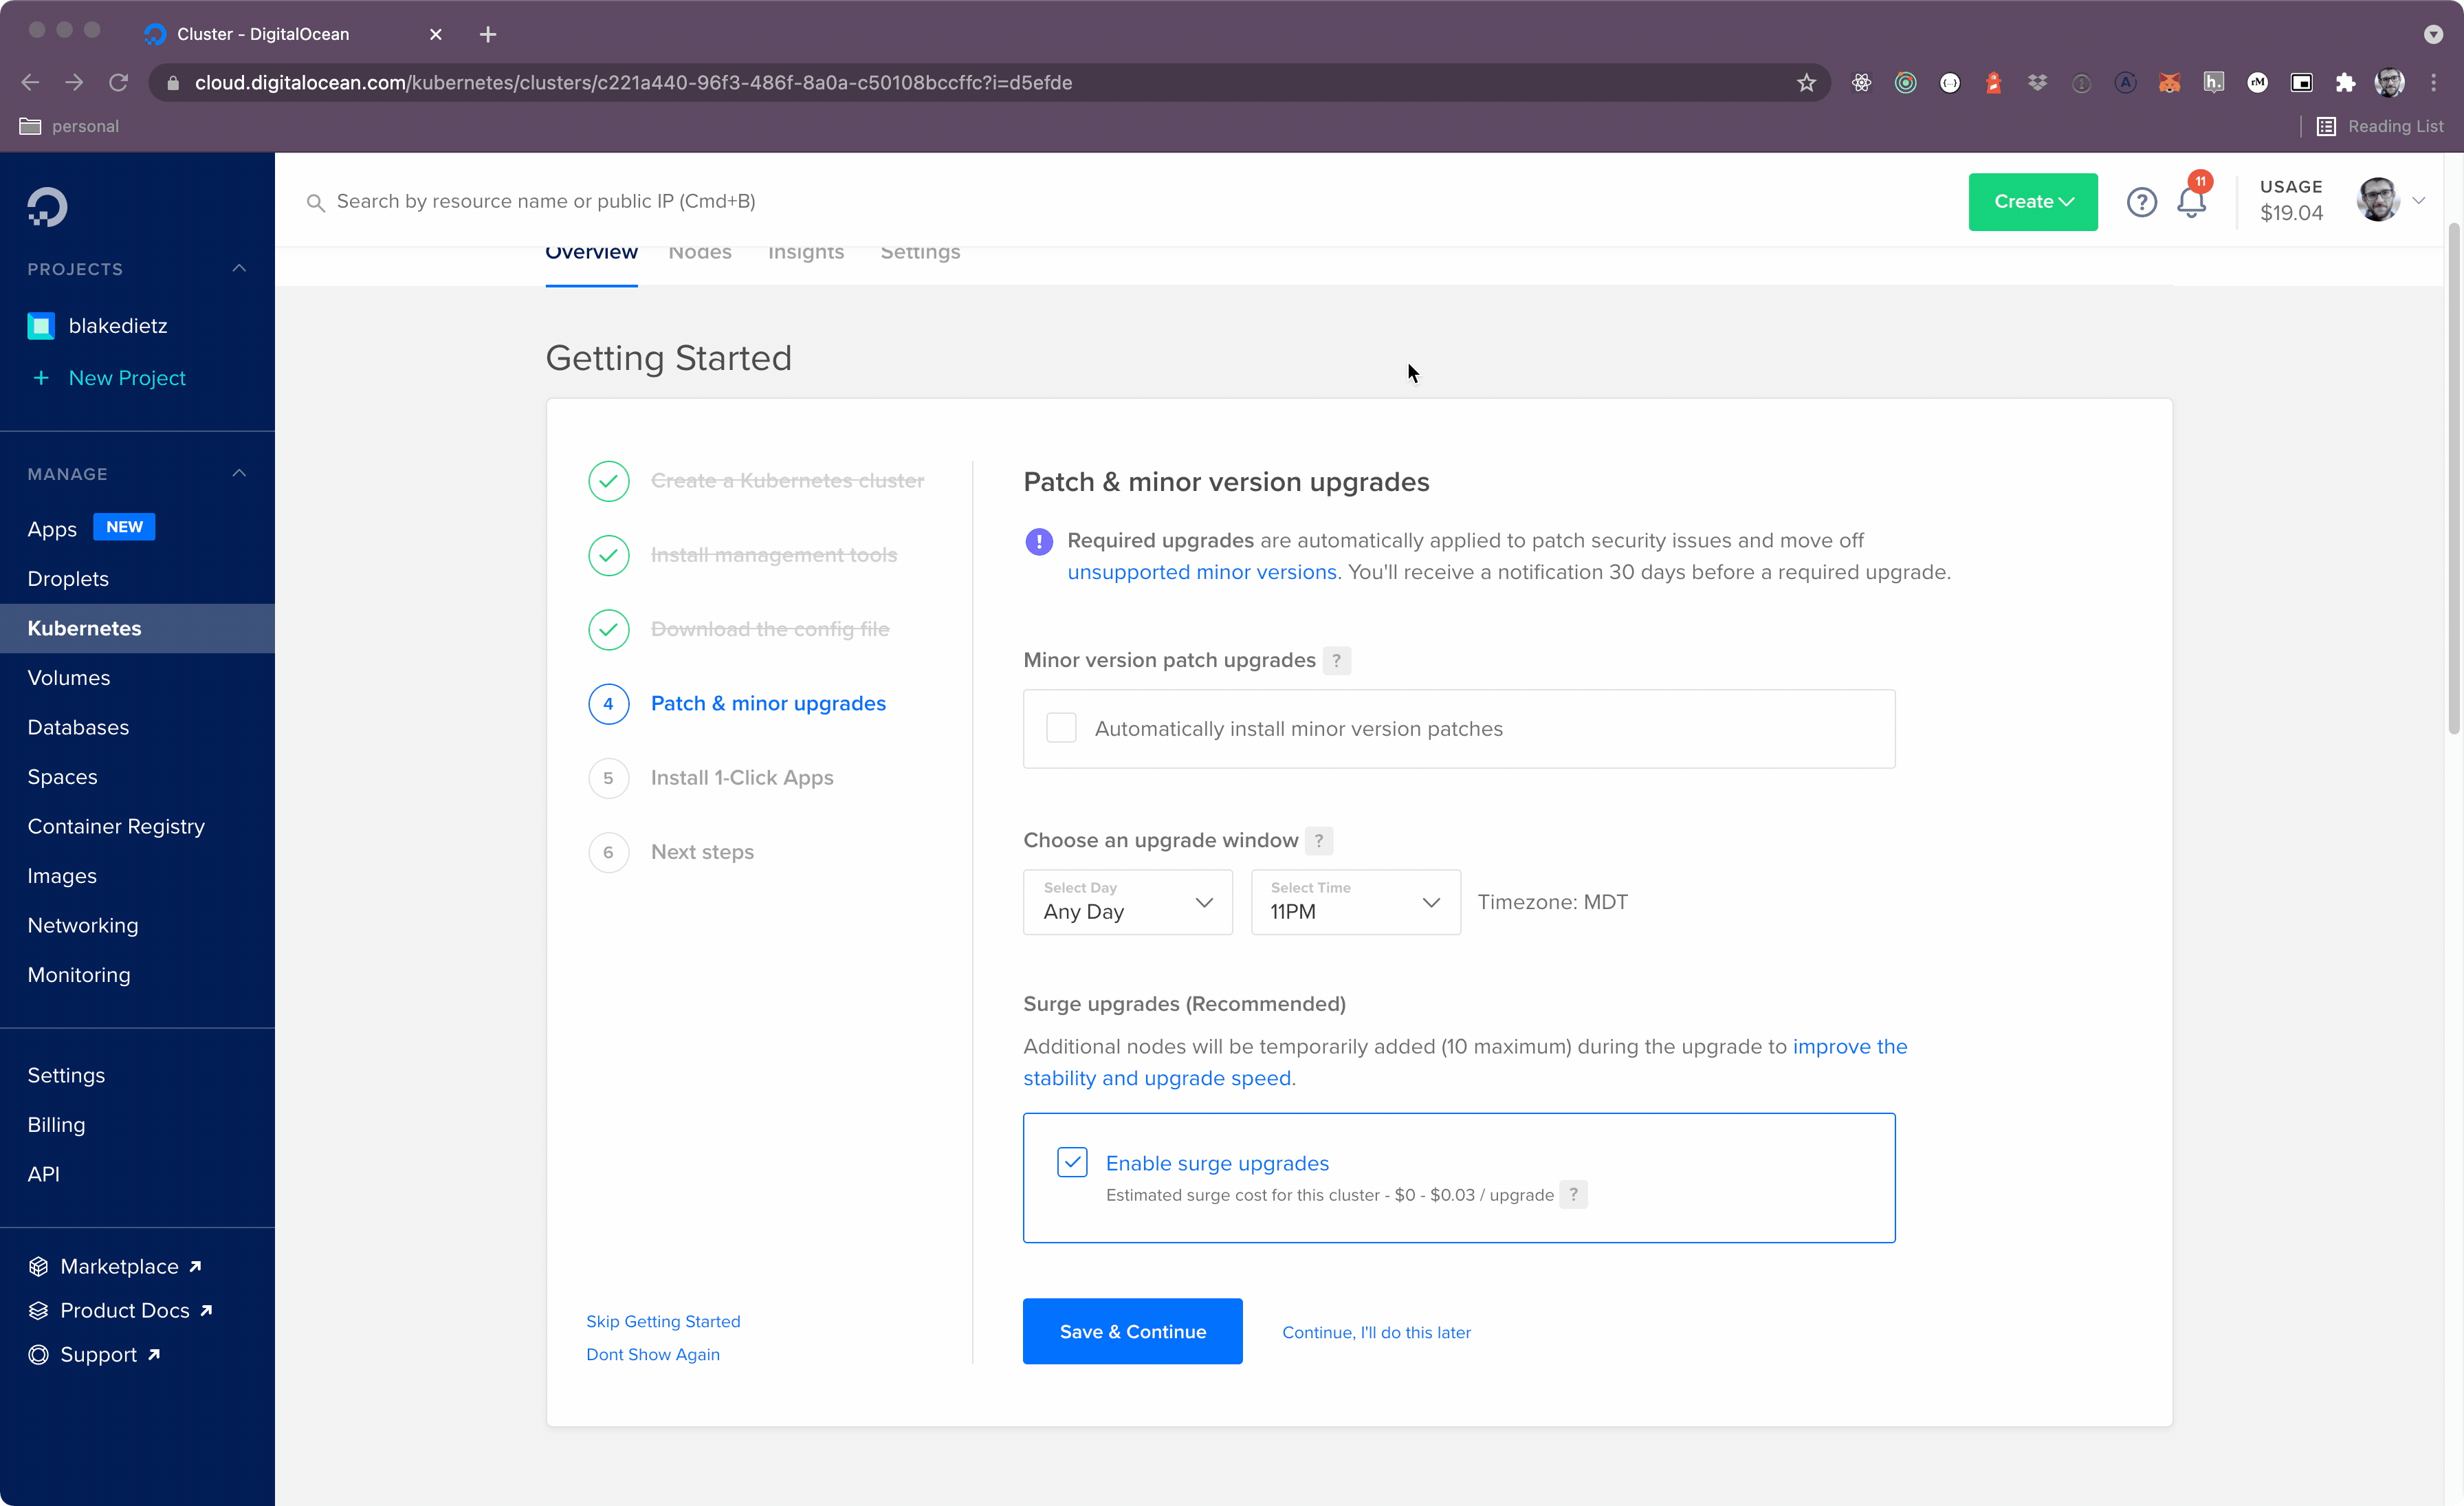 Cluster - DigitalOcean
cloud.digitalocean.com/kubernetes/clusters/c221a440-96f3-486f-8a0a-c50108bccffc?i=d5efde
personal
Reading List
Search by resource name or public IP (Cmd+B)
Create
11
USAGE
$19.04
PROJECTS
blakedietz
+ New Project
MANAGE
Apps NEW
Droplets
Kubernetes
Volumes
Databases
Spaces
Container Registry
Images
Networking
Monitoring
Settings
Billing
API
Marketplace
Product Docs
Support
Overview Nodes Insights Settings
Getting Started
Create a Kubernetes cluster
Install management tools
Download the config file
4 Patch & minor upgrades
5 Install 1-Click Apps
6 Next steps
Skip Getting Started
Dont Show Again
Patch & minor version upgrades
! Required upgrades are automatically applied to patch security issues and move off
unsupported minor versions. You'll receive a notification 30 days before a required upgrade.
Minor version patch upgrades ?
Automatically install minor version patches
Choose an upgrade window ?
Select Day
Any Day
Select Time
11PM
Timezone: MDT
Surge upgrades (Recommended)
Additional nodes will be temporarily added (10 maximum) during the upgrade to improve the
stability and upgrade speed.
Enable surge upgrades
Estimated surge cost for this cluster - $0 - $0.03 / upgrade ?
Save & Continue
Continue, I'll do this later